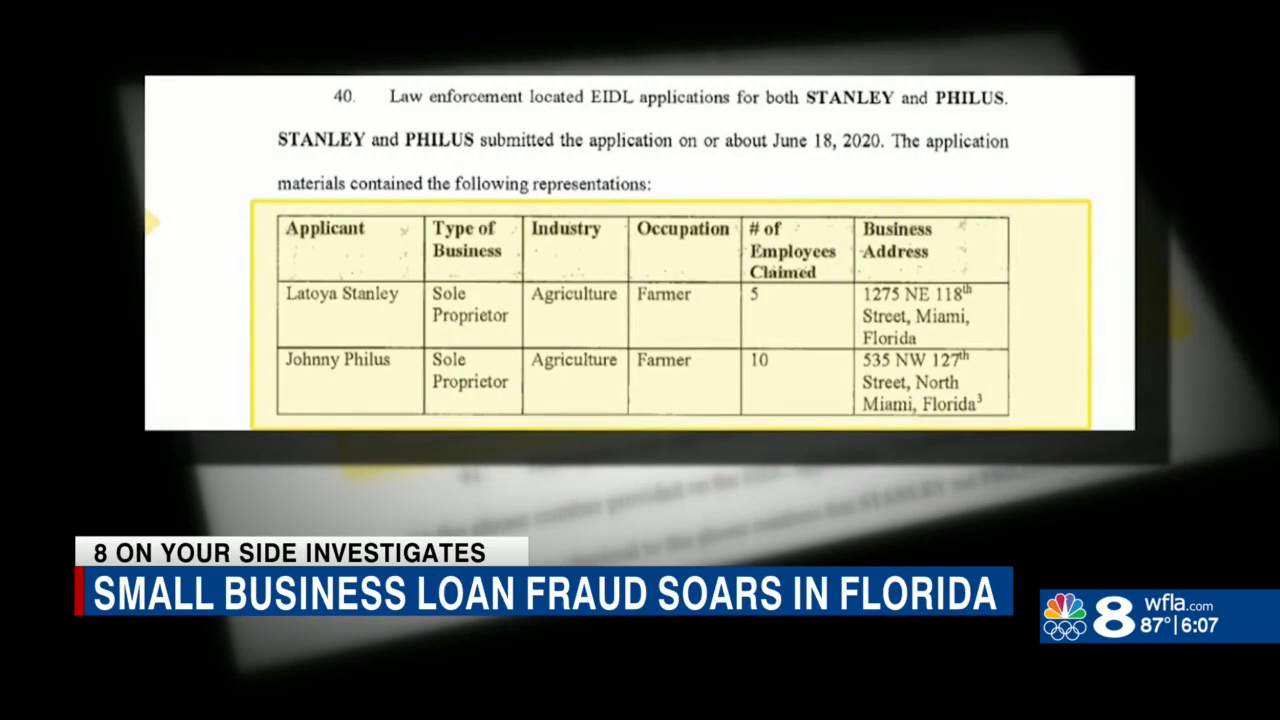 40. Law enforcement located EIDL applications for both STANLEY and PHILUS.
STANLEY and PHILUS submitted the application on or about June 18, 2020. The application
materials contained the following representations:
Applicant Type of Business Industry Occupation # of Employees Claimed Business Address
Latoya Stanley Sole Proprietor Agriculture Farmer 5 1275 NE 118th Street, Miami, Florida
Johnny Philus Sole Proprietor Agriculture Farmer 10 535 NW 127th Street, North Miami, Florida3
8 ON YOUR SIDE INVESTIGATES
SMALL BUSINESS LOAN FRAUD SOARS IN FLORIDA
8 wfla.com
87° | 6:07